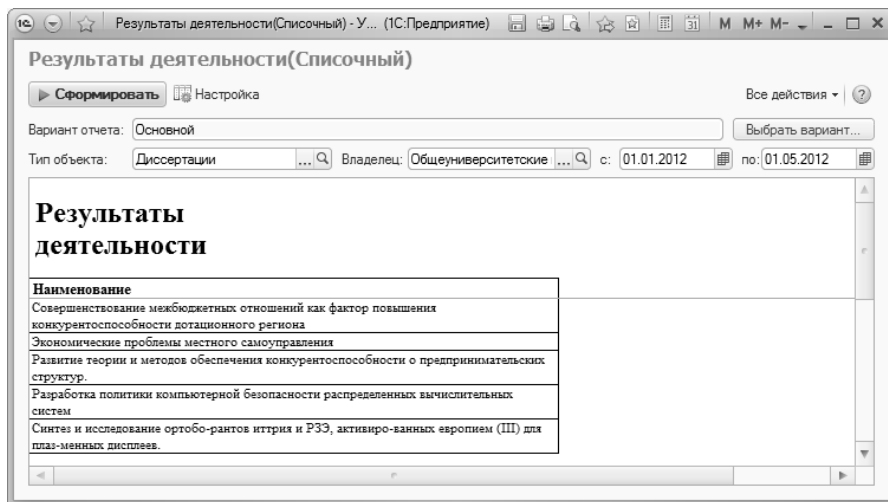 Результаты деятельности(Списочный) - У... (1С:Предприятие) M M+ M-
Результаты деятельности(Списочный)
Сформировать Настройка Все действия ?
Вариант отчета: Основной Выбрать вариант...
Тип объекта: Диссертации ... Владелец: Общеуниверситетские ... с: 01.01.2012 по: 01.05.2012
Результаты
деятельности
Наименование
Совершенствование межбюджетных отношений как фактор повышения
конкурентоспособности дотационного региона
Экономические проблемы местного самоуправления
Развитие теории и методов обеспечения конкурентоспособности о предпринимательских
структур.
Разработка политики компьютерной безопасности распределенных вычислительных
систем
Синтез и исследование ортобо-рантов иттрия и РЗЭ, активиро-ванных европием (III) для
плаз-менных дисплеев.